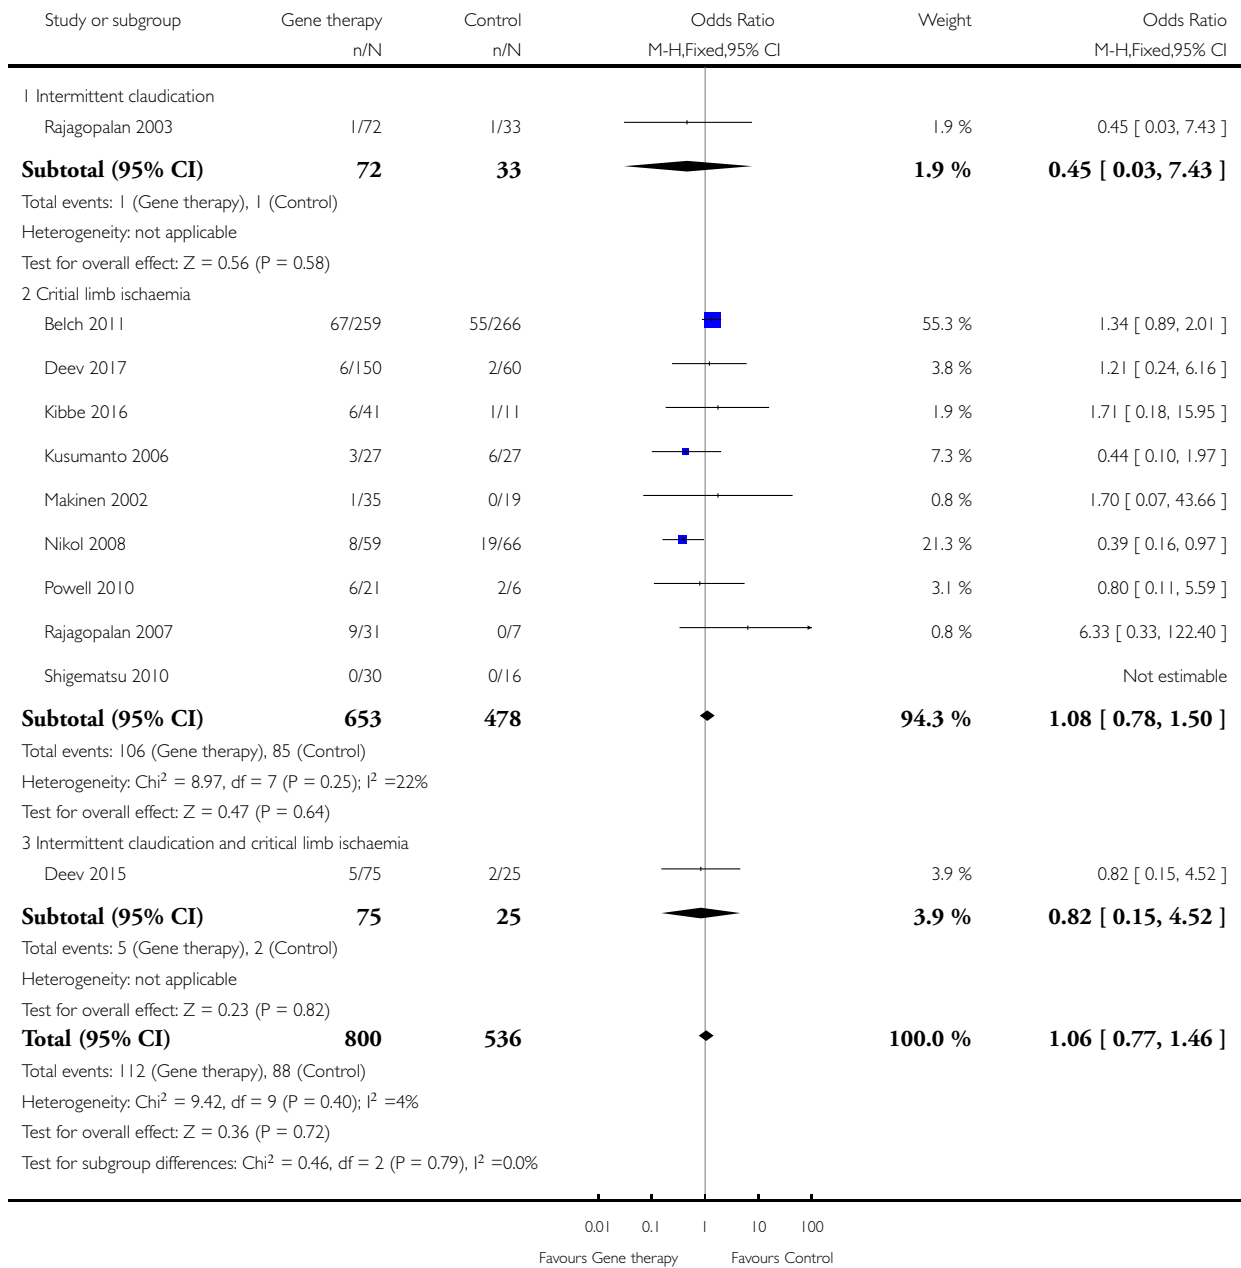 Study or subgroup Gene therapy Control Odds Ratio Weight Odds Ratio
n/N n/N M-H,Fixed,95% CI M-H,Fixed,95% CI
1 Intermittent claudication
Rajagopalan 2003 1/72 1/33 1.9 % 0.45 [ 0.03, 7.43 ]
Subtotal (95% CI) 72 33 1.9 % 0.45 [ 0.03, 7.43 ]
Total events: 1 (Gene therapy), 1 (Control)
Heterogeneity: not applicable
Test for overall effect: Z = 0.56 (P = 0.58)
2 Critial limb ischaemia
Belch 2011 67/259 55/266 55.3 % 1.34 [ 0.89, 2.01 ]
Deev 2017 6/150 2/60 3.8 % 1.21 [ 0.24, 6.16 ]
Kibbe 2016 6/41 1/11 1.9 % 1.71 [ 0.18, 15.95 ]
Kusumanto 2006 3/27 6/27 7.3 % 0.44 [ 0.10, 1.97 ]
Makinen 2002 1/35 0/19 0.8 % 1.70 [ 0.07, 43.66 ]
Nikol 2008 8/59 19/66 21.3 % 0.39 [ 0.16, 0.97 ]
Powell 2010 6/21 2/6 3.1 % 0.80 [ 0.11, 5.59 ]
Rajagopalan 2007 9/31 0/7 0.8 % 6.33 [ 0.33, 122.40 ]
Shigematsu 2010 0/30 0/16 Not estimable
Subtotal (95% CI) 653 478 94.3 % 1.08 [ 0.78, 1.50 ]
Total events: 106 (Gene therapy), 85 (Control)
Heterogeneity: Chi² = 8.97, df = 7 (P = 0.25); I² =22%
Test for overall effect: Z = 0.47 (P = 0.64)
3 Intermittent claudication and critical limb ischaemia
Deev 2015 5/75 2/25 3.9 % 0.82 [ 0.15, 4.52 ]
Subtotal (95% CI) 75 25 3.9 % 0.82 [ 0.15, 4.52 ]
Total events: 5 (Gene therapy), 2 (Control)
Heterogeneity: not applicable
Test for overall effect: Z = 0.23 (P = 0.82)
Total (95% CI) 800 536 100.0 % 1.06 [ 0.77, 1.46 ]
Total events: 112 (Gene therapy), 88 (Control)
Heterogeneity: Chi² = 9.42, df = 9 (P = 0.40); I² =4%
Test for overall effect: Z = 0.36 (P = 0.72)
Test for subgroup differences: Chi² = 0.46, df = 2 (P = 0.79), I² =0.0%
0.01 0.1 1 10 100
Favours Gene therapy Favours Control